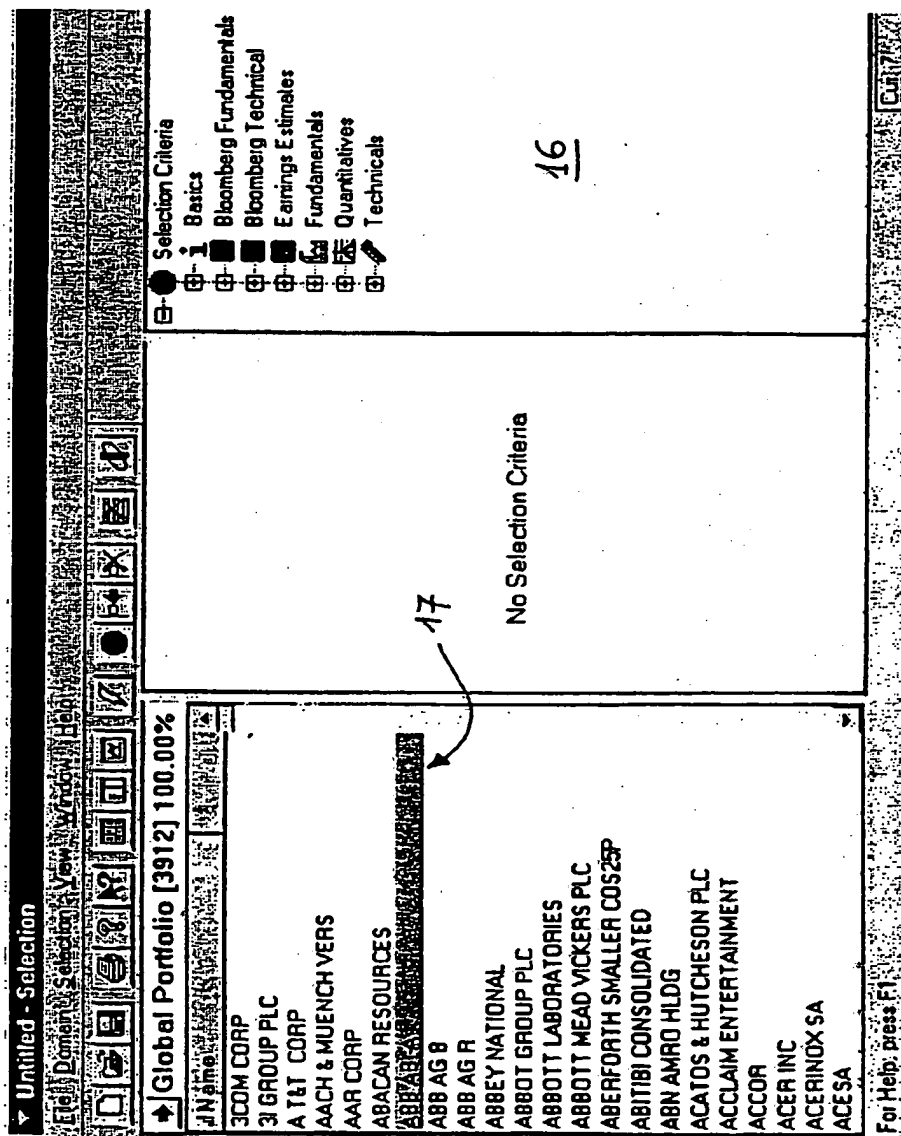 Untitled - Selection
File Domain Selection View Window Help
Global Portfolio [3912] 100.00%
Name
3COM CORP
3I GROUP PLC
A T&T CORP
AACH & MUENCH VERS
AAR CORP
ABACAN RESOURCES
ABB AG B
ABB AG R
ABBEY NATIONAL
ABBOT GROUP PLC
ABBOTT LABORATORIES
ABBOTT MEAD VICKERS PLC
ABERFORTH SMALLER COS25P
ABITIBI CONSOLIDATED
ABN AMRO HLDG
ACATOS & HUTCHESON PLC
ACCLAIM ENTERTAINMENT
ACCOR
ACER INC
ACERINOX SA
ACESA
17
No Selection Criteria
Selection Criteria
Basics
Bloomberg Fundamentals
Bloomberg Technical
Earnings Estimates
Fundamentals
Quantitatives
Technicals
16
For Help, press F1